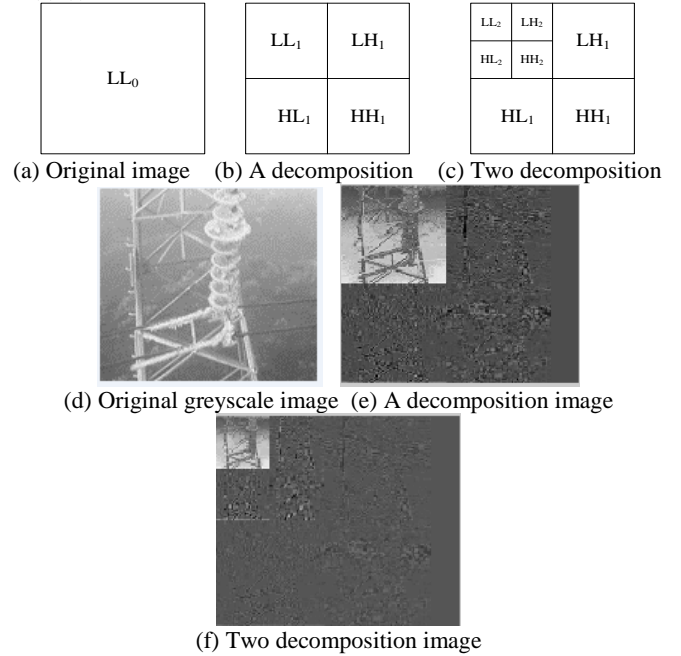 LL₀
LL₁ LH₁
HL₁ HH₁
LL₂ LH₂ LH₁
HL₂ HH₂
HL₁ HH₁
(a) Original image (b) A decomposition (c) Two decomposition
(d) Original greyscale image (e) A decomposition image
(f) Two decomposition image